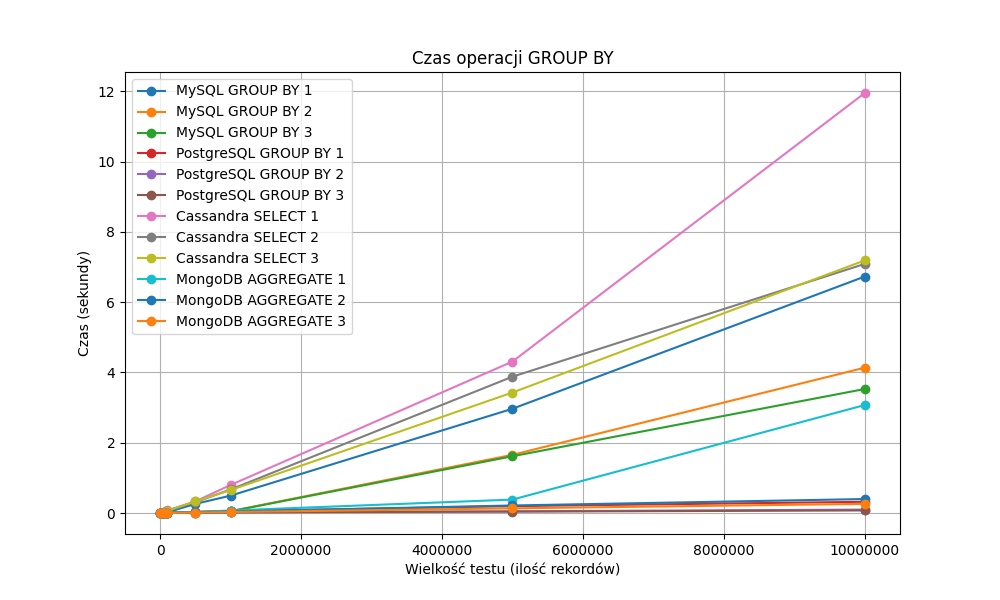 Czas operacji GROUP BY
Czas (sekundy)
12
10
8
6
4
2
0
MySQL GROUP BY 1
MySQL GROUP BY 2
MySQL GROUP BY 3
PostgreSQL GROUP BY 1
PostgreSQL GROUP BY 2
PostgreSQL GROUP BY 3
Cassandra SELECT 1
Cassandra SELECT 2
Cassandra SELECT 3
MongoDB AGGREGATE 1
MongoDB AGGREGATE 2
MongoDB AGGREGATE 3
0 2000000 4000000 6000000 8000000 10000000
Wielkość testu (ilość rekordów)